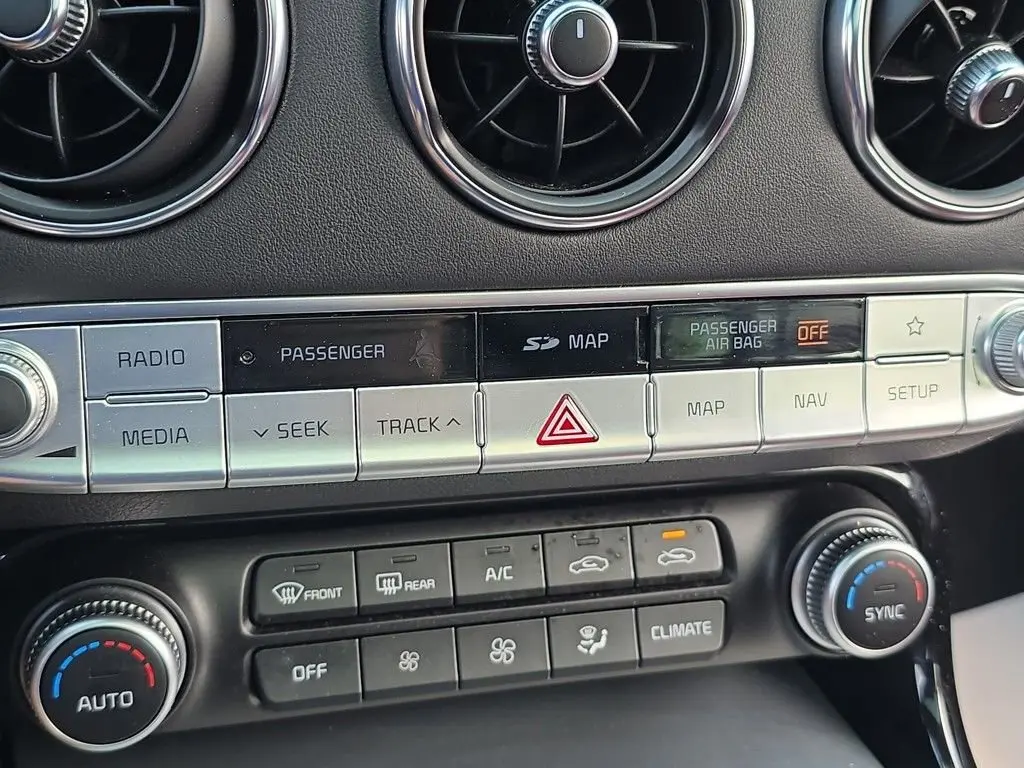 RADIO
PASSENGER
SD MAP
PASSENGER
AIR BAG
OFF
MEDIA
SEEK
TRACK
MAP
NAV
SETUP
FRONT
REAR
A/C
SYNC
AUTO
OFF
CLIMATE